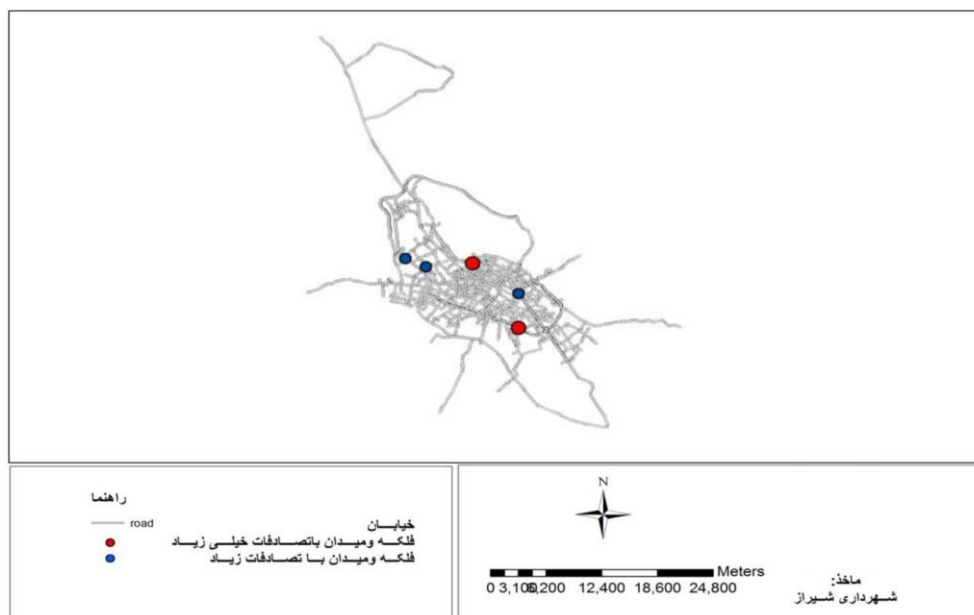 راهنما
road خیابان
فلکه ومیدان باتصادفات خیلی زیاد
فلکه ومیدان با تصادفات زیاد
N
Meters
0 3,100 6,200 12,400 18,600 24,800
ماخذ:
شهرداری شیراز